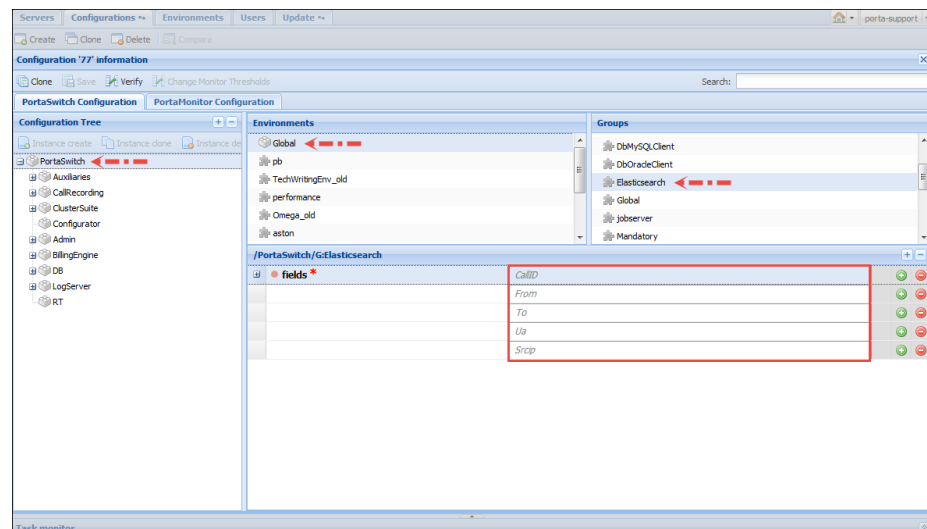 Servers Configurations Environments Users Update porta-support
Create Clone Delete Compare
Configuration '77' information
Clone Save Verify Change Monitor Thresholds Search:
PortaSwitch Configuration PortaMonitor Configuration
Configuration Tree Environments Groups
Instance create Instance clone Instance de
Global
DbMySQLClient
PortaSwitch
pb
DbOracleClient
Auxiliaries
TechWritingEnv_old
Elasticsearch
CallRecording
performance
Global
ClusterSuite
Omega_old
jobserver
Configurator
aston
Mandatory
Admin
BillingEngine
/PortaSwitch/G:Elasticsearch
DB
fields * CallID
LogServer
From
RT
To
Ua
Srcip
Task monitor